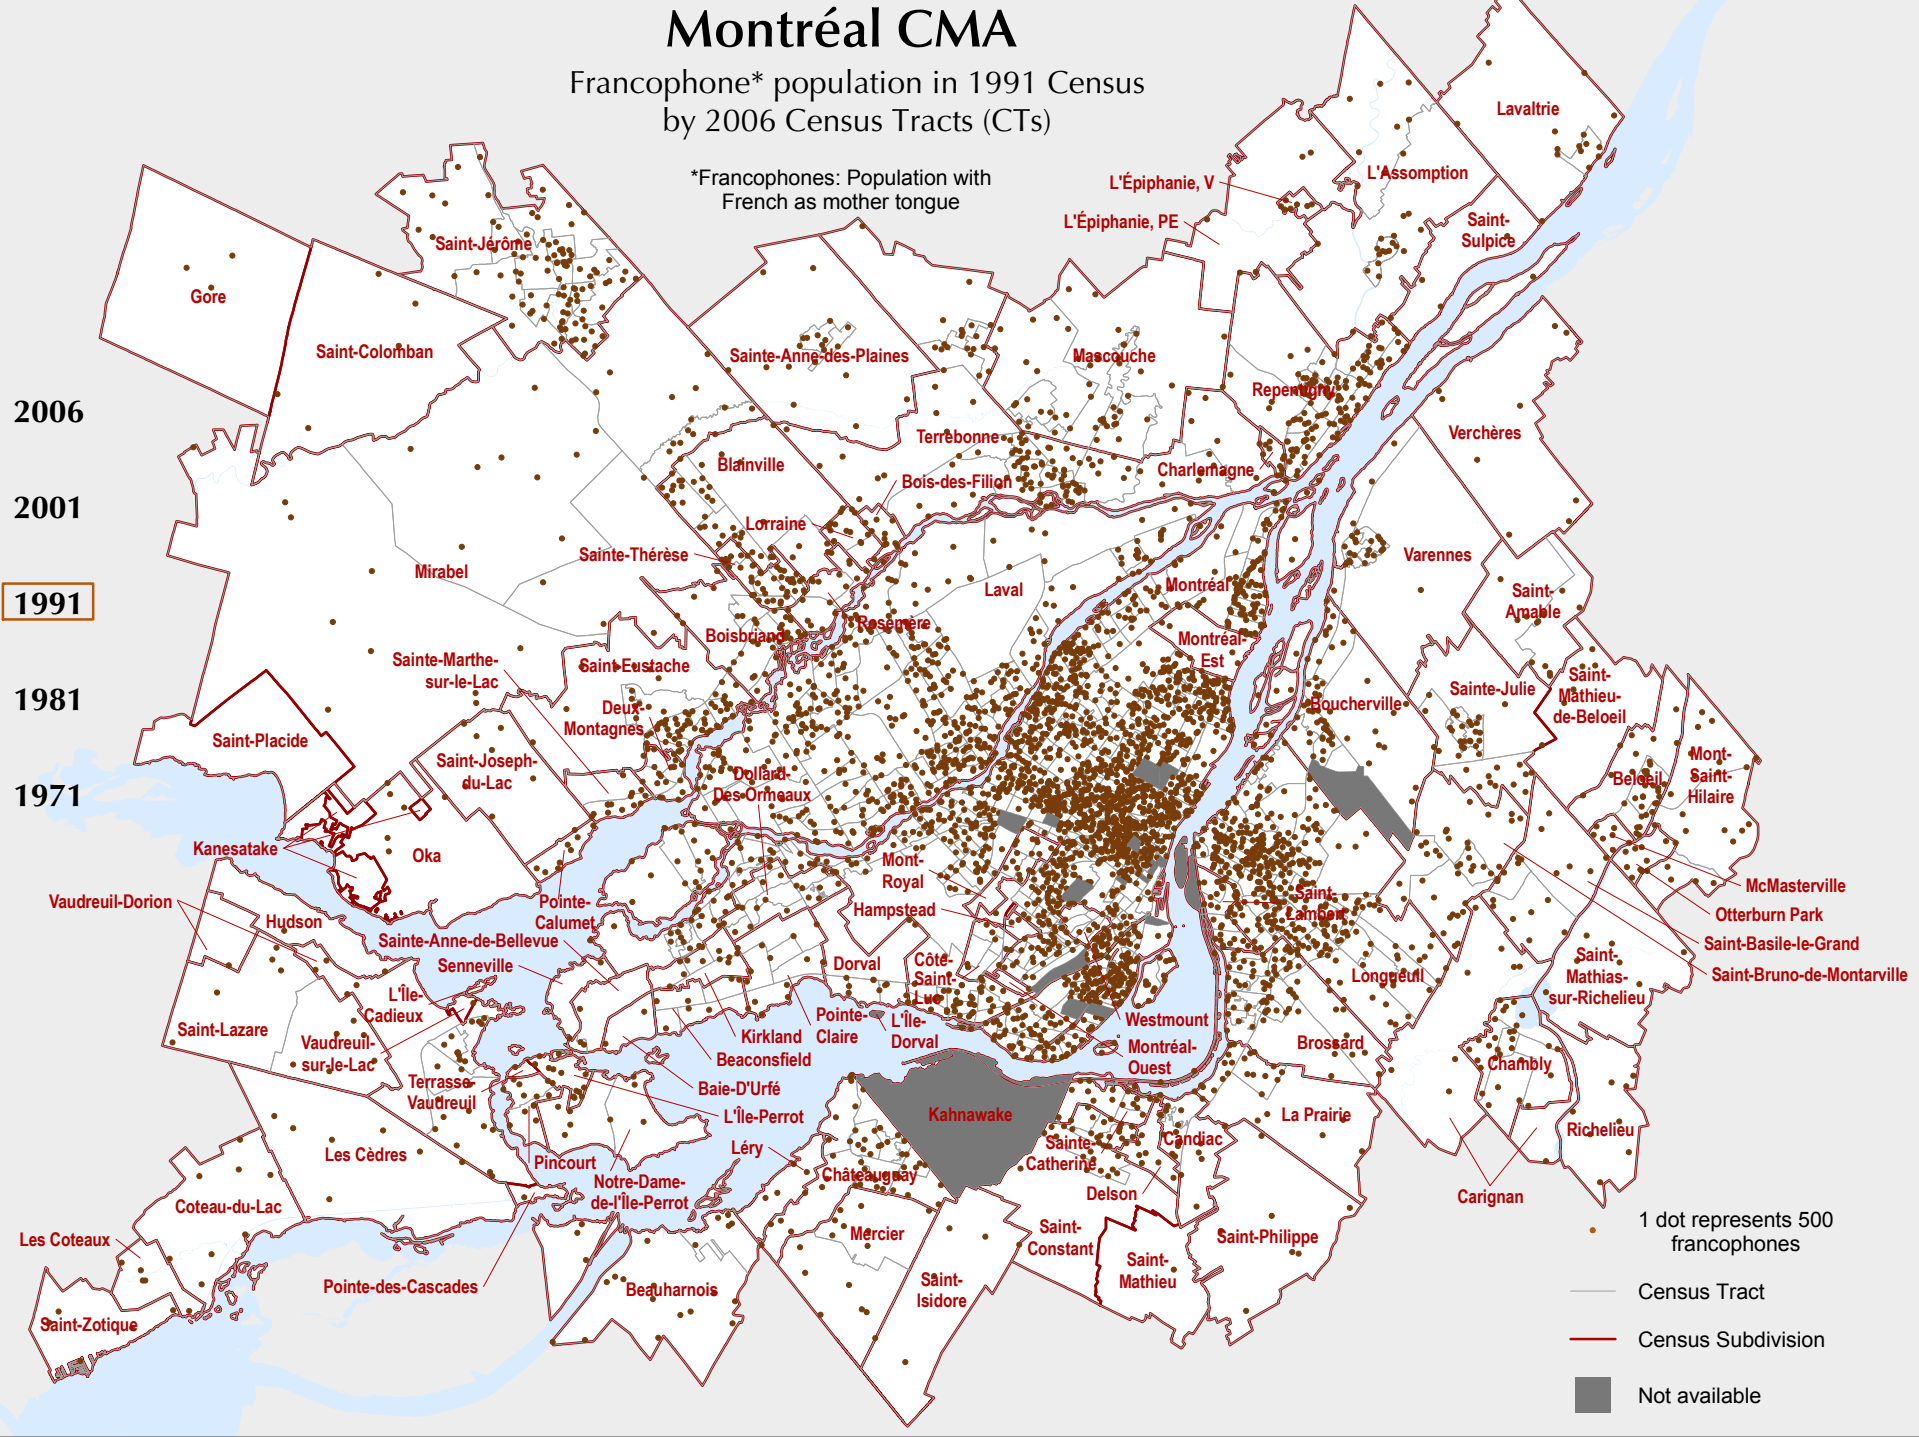 Montréal CMA
Francophone* population in 1991 Census
by 2006 Census Tracts (CTs)
*Francophones: Population with
French as mother tongue
2006
2001
1991
1981
1971
Lavaltrie
L'Assomption
L'Épiphanie, V
L'Épiphanie, PE
Saint-
Sulpice
Saint-Jérôme
Gore
Saint-Colomban
Sainte-Anne-des-Plaines
Mascouche
Repentigny
Verchères
Terrebonne
Blainville
Charlemagne
Bois-des-Filion
Lorraine
Sainte-Thérèse
Varennes
Mirabel
Laval
Montréal
Saint-
Amable
Rosemère
Boisbriand
Montréal-
Est
Sainte-Marthe-
sur-le-Lac
Saint-Eustache
Saint-
Mathieu-
de-Beloeil
Sainte-Julie
Boucherville
Deux-
Montagnes
Saint-Placide
Saint-Joseph-
du-Lac
Mont-
Saint-
Hilaire
Beloeil
Dollard-
Des-Ormeaux
Kanesatake
Oka
Mont-
Royal
McMasterville
Vaudreuil-Dorion
Pointe-
Calumet
Saint-
Lambert
Hampstead
Otterburn Park
Hudson
Sainte-Anne-de-Bellevue
Saint-Basile-le-Grand
Senneville
Dorval
Côte-
Saint-
Luc
Longueuil
Saint-
Mathias-
sur-Richelieu
Saint-Bruno-de-Montarville
L'Île-
Cadieux
Saint-Lazare
Vaudreuil-
sur-le-Lac
Kirkland
Pointe-
Claire
L'Île-
Dorval
Westmount
Beaconsfield
Montréal-
Ouest
Brossard
Chambly
Terrasse-
Vaudreuil
Baie-D'Urfé
L'Île-Perrot
Kahnawake
La Prairie
Richelieu
Les Cèdres
Pincourt
Léry
Sainte-
Catherine
Candiac
Notre-Dame-
de-l'Île-Perrot
Châteauguay
Delson
Carignan
Coteau-du-Lac
Les Coteaux
Mercier
Saint-
Constant
Saint-Philippe
Saint-
Mathieu
Pointe-des-Cascades
Beauharnois
Saint-
Isidore
Saint-Zotique
1 dot represents 500
francophones
Census Tract
Census Subdivision
Not available